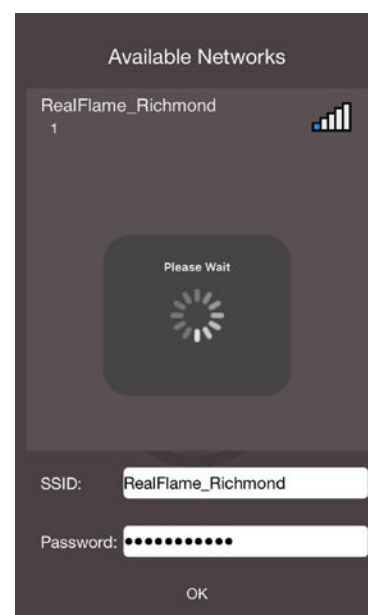 Available Networks
RealFlame_Richmond
1
Please Wait
SSID: RealFlame_Richmond
Password: •••••••••••
OK